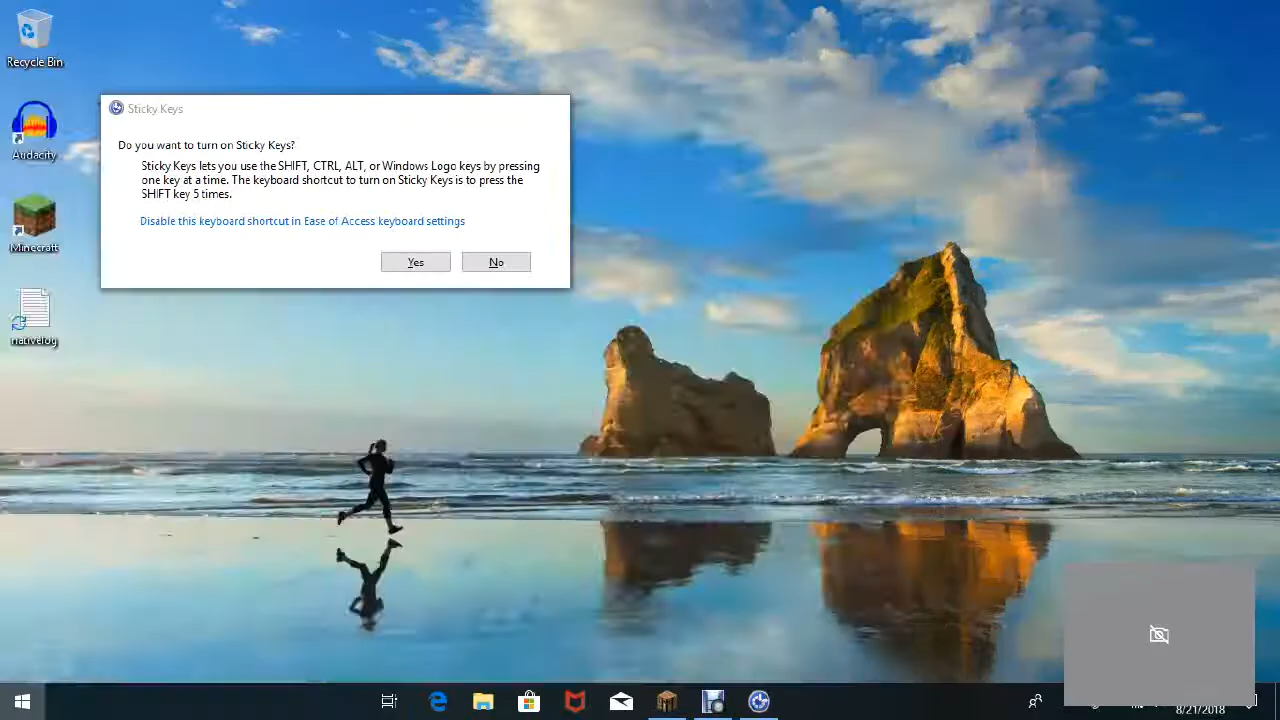 Recycle Bin
Audacity
Minecraft
nativelog
Sticky Keys
Do you want to turn on Sticky Keys?
Sticky Keys lets you use the SHIFT, CTRL, ALT, or Windows Logo keys by pressing
one key at a time. The keyboard shortcut to turn on Sticky Keys is to press the
SHIFT key 5 times.
Disable this keyboard shortcut in Ease of Access keyboard settings
Yes
No
8/21/2018